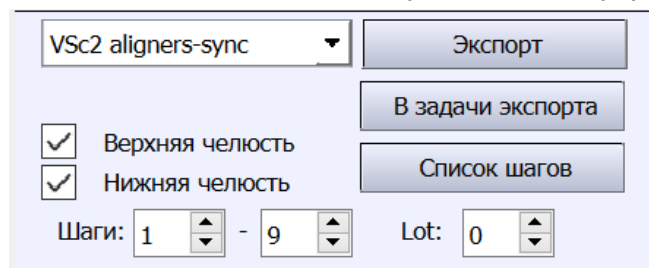 VSc2 aligners-sync Экспорт
В задачи экспорта
Верхняя челюсть
Список шагов
Нижняя челюсть
Шаги: 1 - 9 Lot: 0